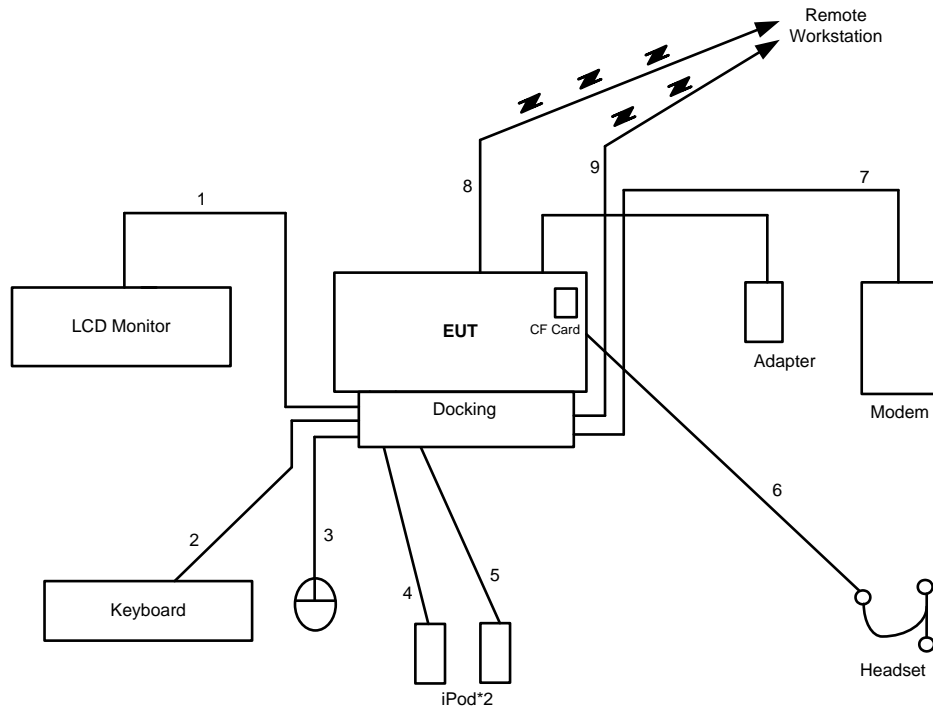 Remote
Workstation
8
9
7
1
LCD Monitor
EUT
CF Card
Adapter
Docking
Modem
6
2
3
5
4
Keyboard
Headset
iPod*2